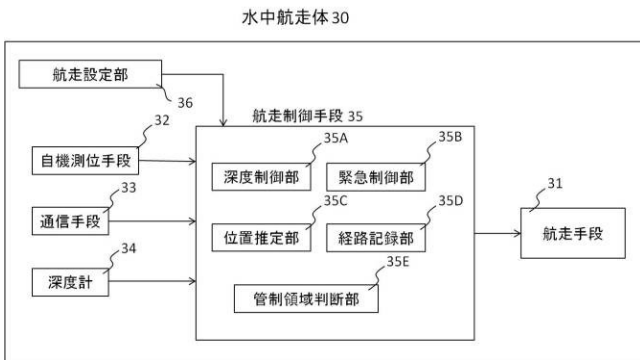 水中航走体 30
航走設定部
36
航走制御手段 35
32
自機測位手段
35A
深度制御部
35B
緊急制御部
33
通信手段
35C
位置推定部
35D
経路記録部
31
航走手段
34
深度計
35E
管制領域判断部